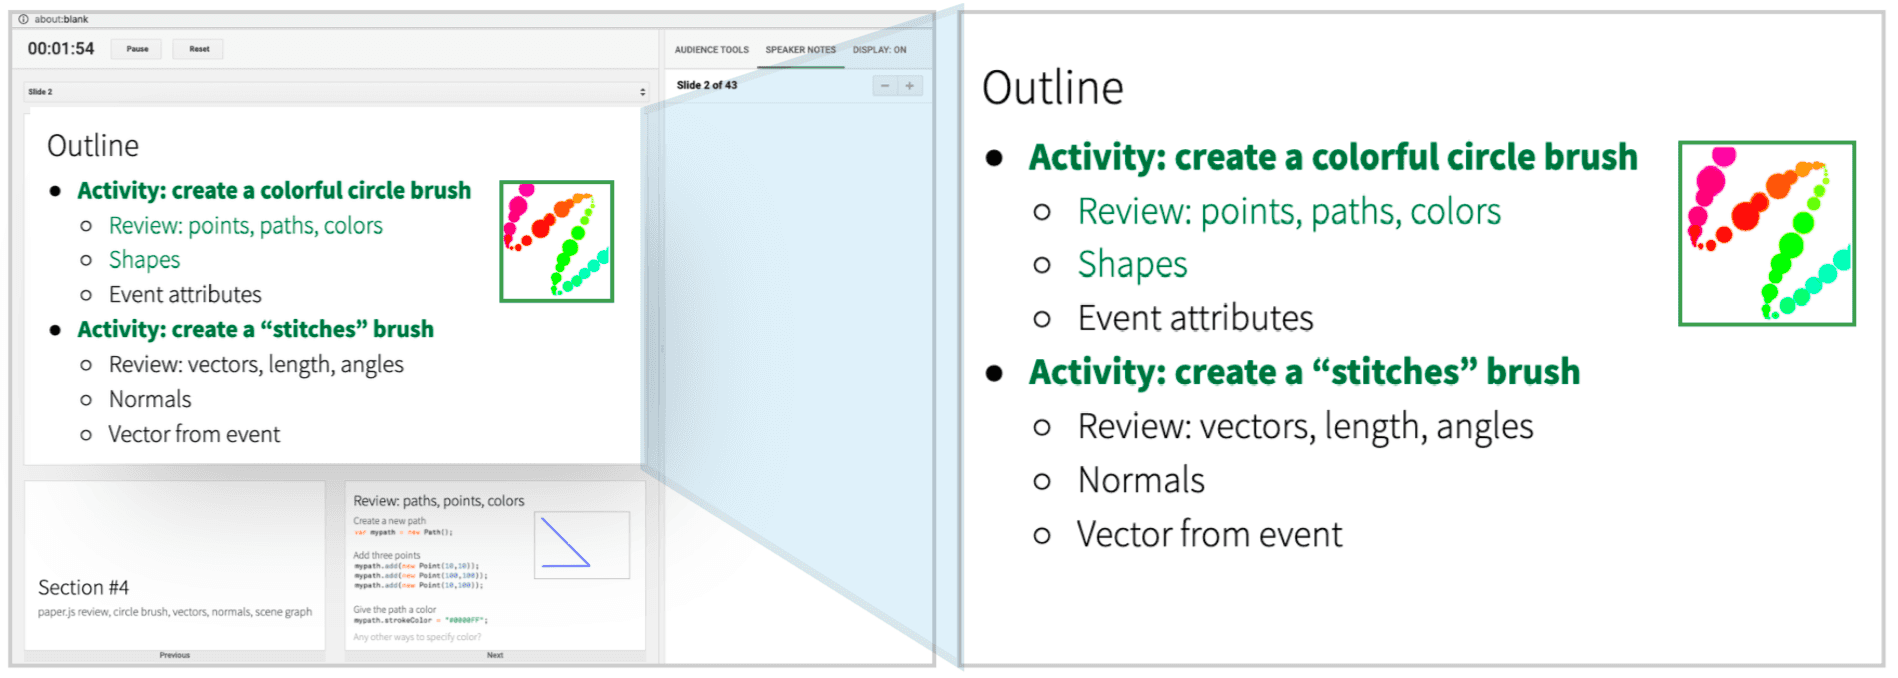 about:blank
00:01:54
Pause
Reset
AUDIENCE TOOLS
SPEAKER NOTES
DISPLAY: ON
Slide 2
Slide 2 of 43
− +
Outline
● Activity: create a colorful circle brush
○ Review: points, paths, colors
○ Shapes
○ Event attributes
● Activity: create a “stitches” brush
○ Review: vectors, length, angles
○ Normals
○ Vector from event
Section #4
paper.js review, circle brush, vectors, normals, scene graph
Previous
Review: paths, points, colors
Create a new path
var mypath = new Path();
Add three points
mypath.add(new Point(10,10));
mypath.add(new Point(100,100));
mypath.add(new Point(10,100));
Give the path a color
mypath.strokeColor = "#0000FF";
Any other ways to specify color?
Next
Outline
● Activity: create a colorful circle brush
○ Review: points, paths, colors
○ Shapes
○ Event attributes
● Activity: create a “stitches” brush
○ Review: vectors, length, angles
○ Normals
○ Vector from event